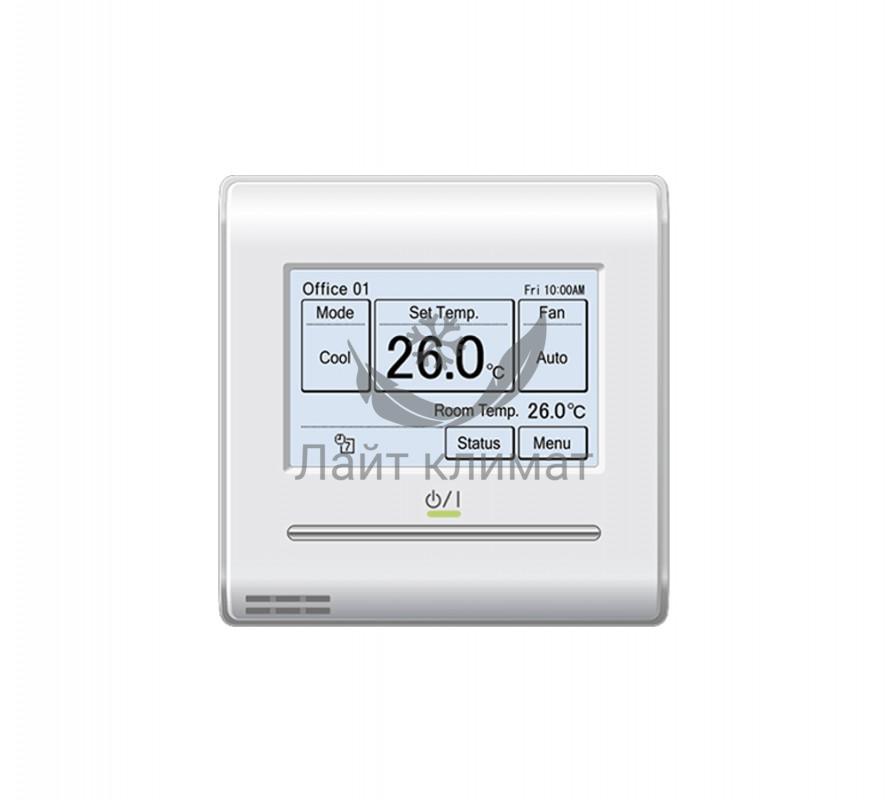 Office 01 Fri 10:00AM
Mode Set Temp. Fan
Cool 26.0°C Auto
Room Temp. 26.0°C
7 Status Menu
Лайт климат
⏻/I